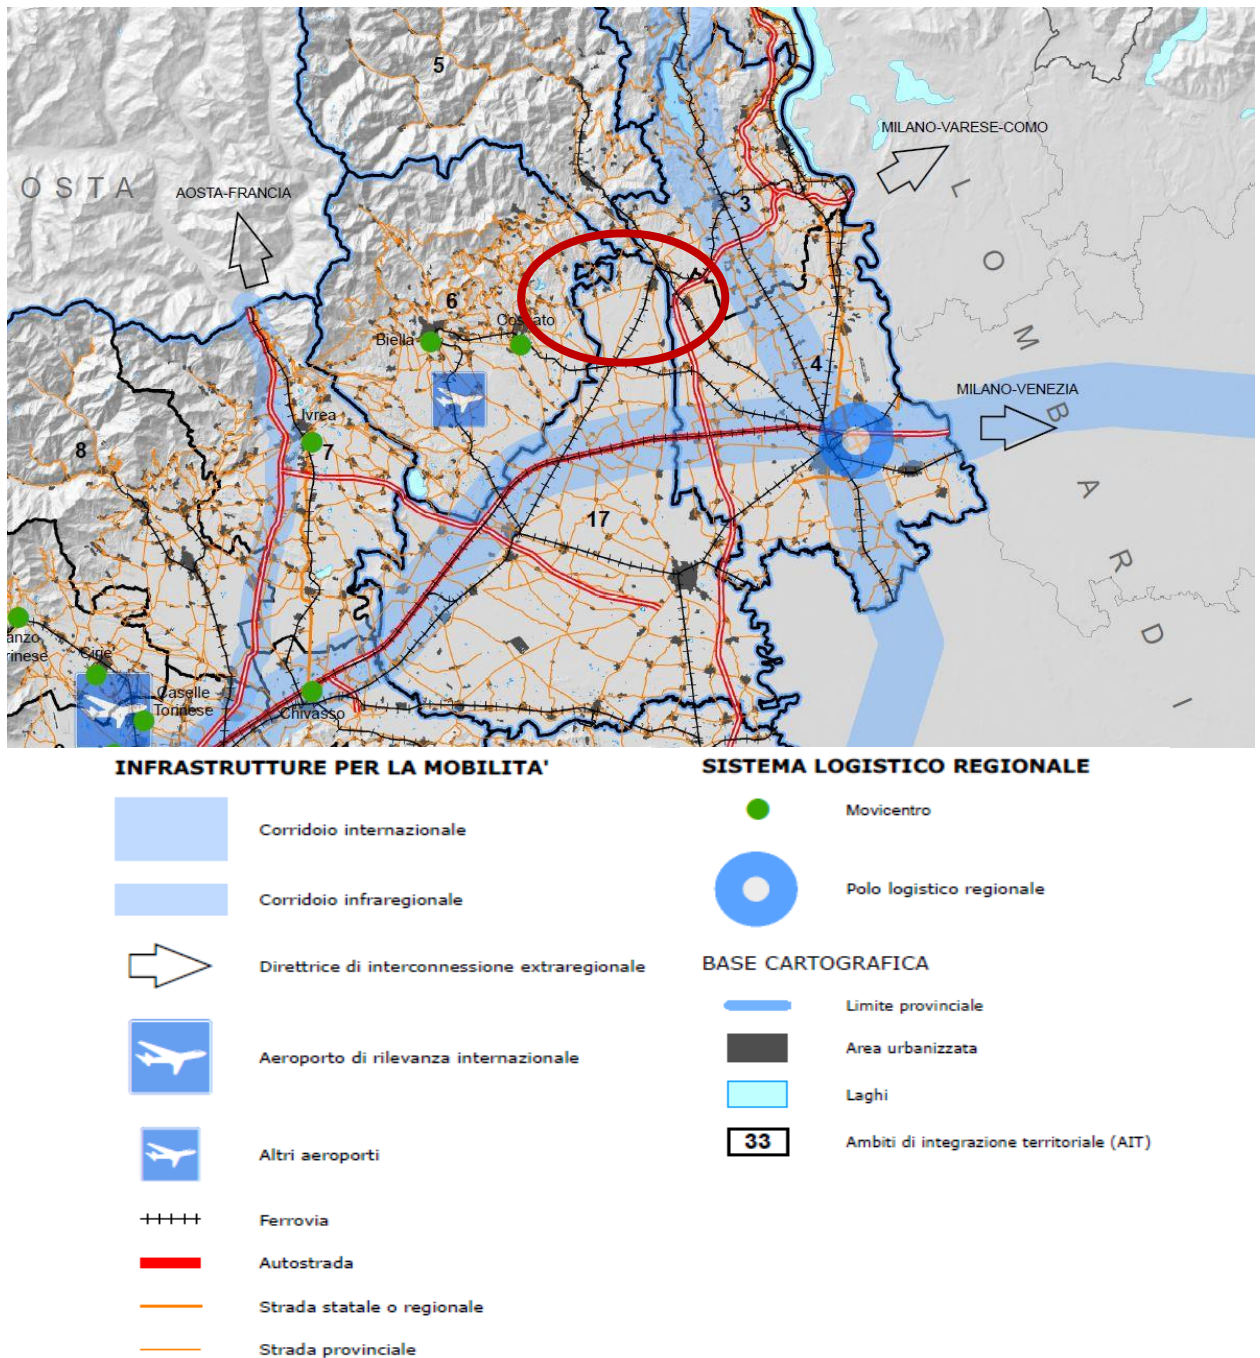 5
MILANO-VARESE-COMO
O S T A
AOSTA-FRANCIA
3
L
O
M
B
A
R
D
I
6
Biella
Cossato
4
MILANO-VENEZIA
Ivrea
7
8
17
anzo
rinese
Cirie
Caselle
Torinese
Chivasso
INFRASTRUTTURE PER LA MOBILITA'
Corridoio internazionale
Corridoio infraregionale
Direttrice di interconnessione extraregionale
Aeroporto di rilevanza internazionale
Altri aeroporti
Ferrovia
Autostrada
Strada statale o regionale
Strada provinciale
SISTEMA LOGISTICO REGIONALE
Movicentro
Polo logistico regionale
BASE CARTOGRAFICA
Limite provinciale
Area urbanizzata
Laghi
33 Ambiti di integrazione territoriale (AIT)